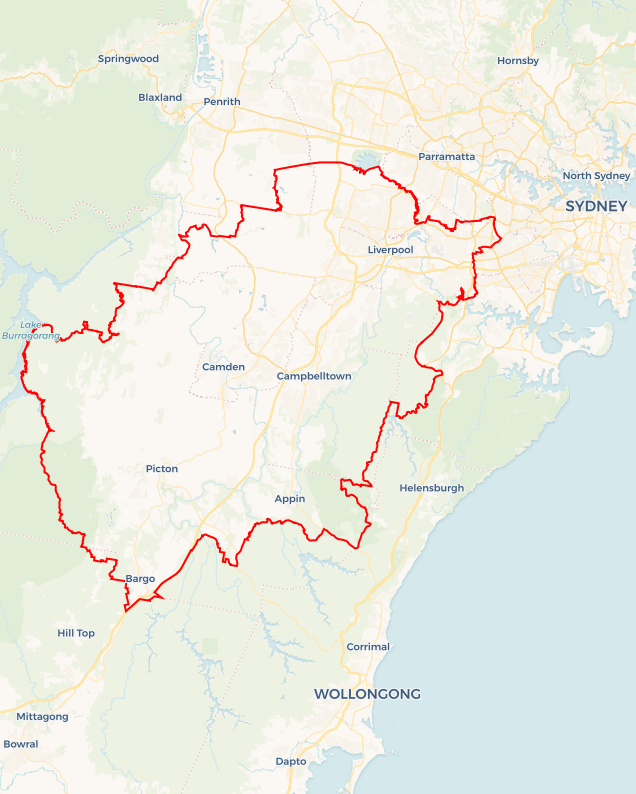 Springwood
Hornsby
Blaxland
Penrith
Parramatta
North Sydney
SYDNEY
Liverpool
Lake
Burragorang
Camden
Campbelltown
Picton
Helensburgh
Appin
Bargo
Hill Top
Corrimal
WOLLONGONG
Mittagong
Bowral
Dapto